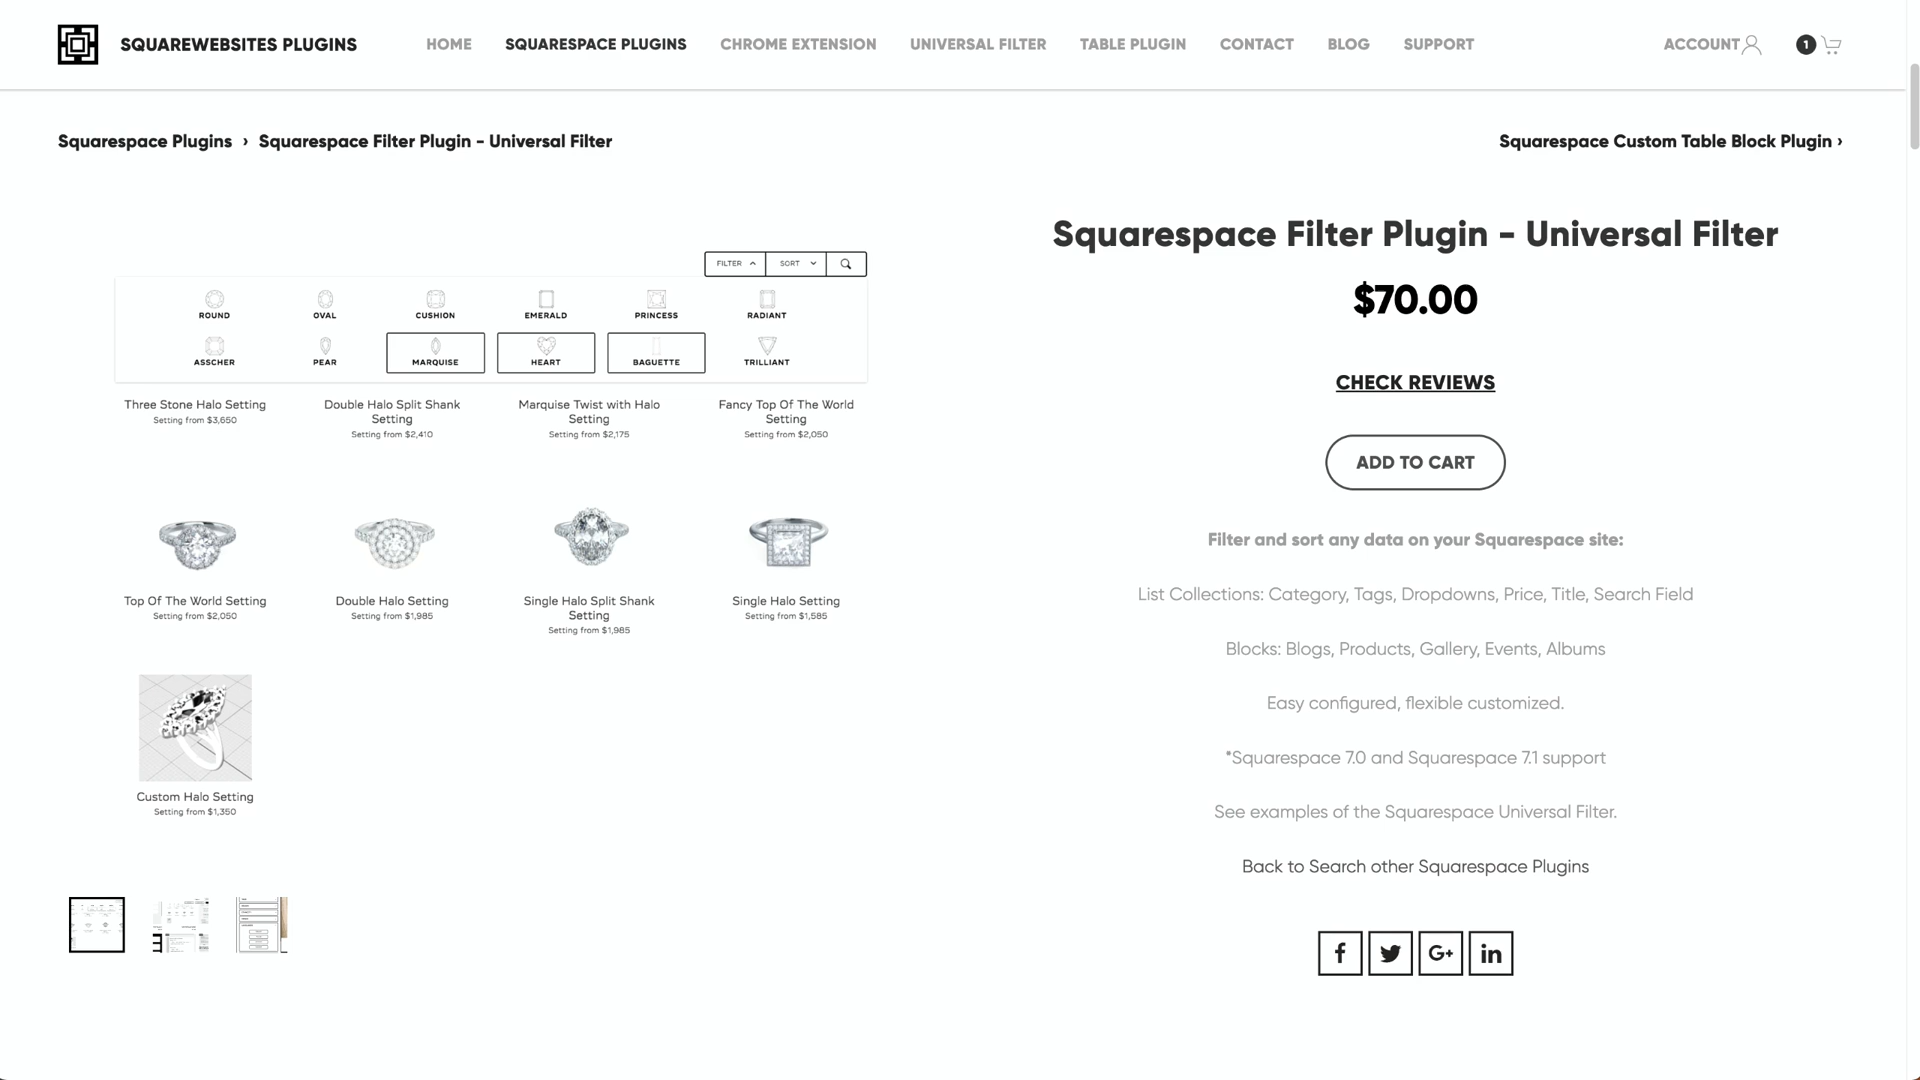 SQUAREWEBSITES PLUGINS
HOME
SQUARESPACE PLUGINS
CHROME EXTENSION
UNIVERSAL FILTER
TABLE PLUGIN
CONTACT
BLOG
SUPPORT
ACCOUNT
1
Squarespace Plugins › Squarespace Filter Plugin - Universal Filter
Squarespace Custom Table Block Plugin ›
FILTER
SORT
ROUND
OVAL
CUSHION
EMERALD
PRINCESS
RADIANT
ASSCHER
PEAR
MARQUISE
HEART
BAGUETTE
TRILLIANT
Three Stone Halo Setting
Setting from $3,650
Double Halo Split Shank
Setting
Setting from $2,410
Marquise Twist with Halo
Setting
Setting from $2,175
Fancy Top Of The World
Setting
Setting from $2,050
Top Of The World Setting
Setting from $2,050
Double Halo Setting
Setting from $1,985
Single Halo Split Shank
Setting
Setting from $1,985
Single Halo Setting
Setting from $1,585
Custom Halo Setting
Setting from $1,350
Squarespace Filter Plugin - Universal Filter
$70.00
CHECK REVIEWS
ADD TO CART
Filter and sort any data on your Squarespace site:
List Collections: Category, Tags, Dropdowns, Price, Title, Search Field
Blocks: Blogs, Products, Gallery, Events, Albums
Easy configured, flexible customized.
*Squarespace 7.0 and Squarespace 7.1 support
See examples of the Squarespace Universal Filter.
Back to Search other Squarespace Plugins
f
G+
in